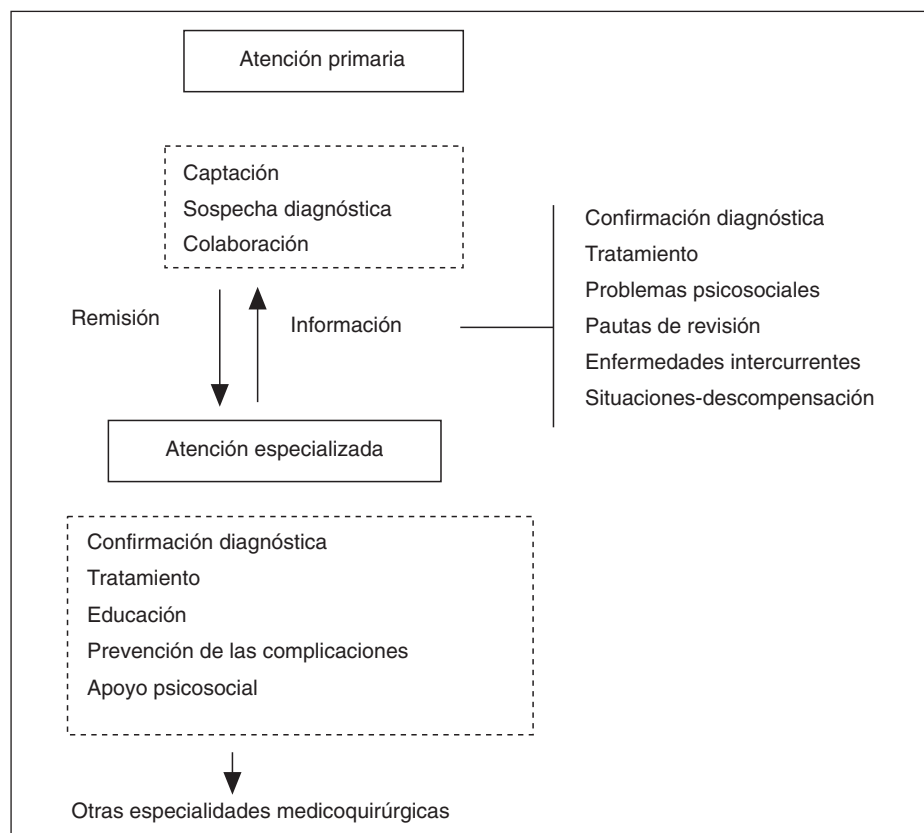 Atención primaria
Captación
Sospecha diagnóstica
Colaboración
Remisión
Información
Confirmación diagnóstica
Tratamiento
Problemas psicosociales
Pautas de revisión
Enfermedades intercurrentes
Situaciones-descompensación
Atención especializada
Confirmación diagnóstica
Tratamiento
Educación
Prevención de las complicaciones
Apoyo psicosocial
Otras especialidades medicoquirúrgicas